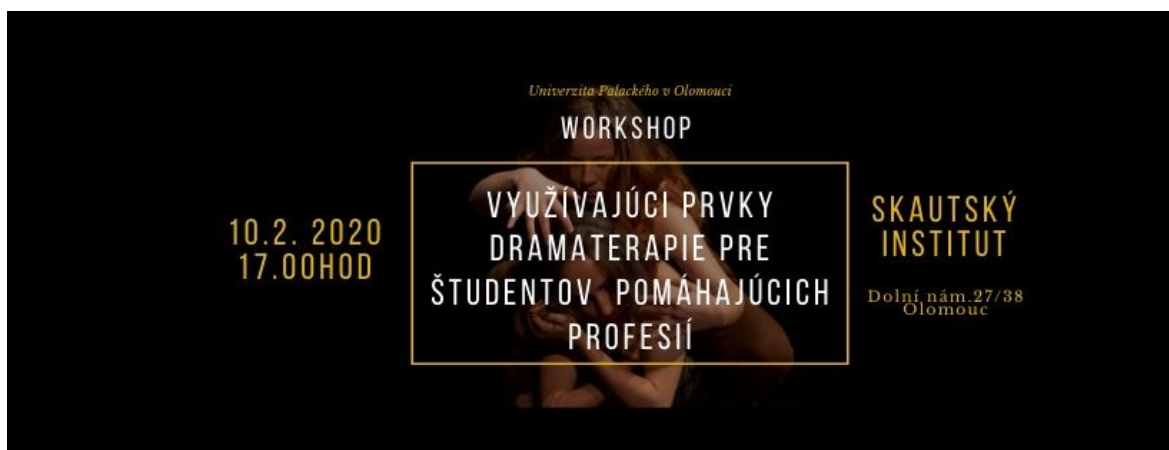 Univerzita Palackého v Olomouci
WORKSHOP
VYUŽÍVAJÚCI PRVKY
DRAMATERAPIE PRE
ŠTUDENTOV POMÁHAJÚCICH
PROFESIÍ
10.2. 2020
17.00HOD
SKAUTSKÝ
INSTITUT
Dolní nám.27/38
Olomouc